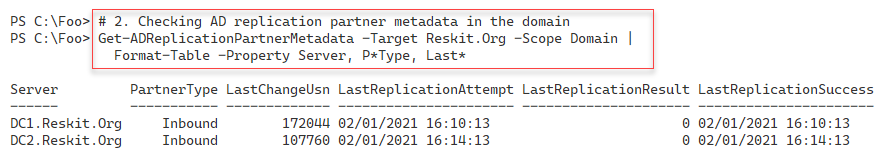 PS C:\Foo> # 2. Checking AD replication partner metadata in the domain
PS C:\Foo> Get-ADReplicationPartnerMetadata -Target Reskit.Org -Scope Domain |
Format-Table -Property Server, P*Type, Last*
Server PartnerType LastChangeUsn LastReplicationAttempt LastReplicationResult LastReplicationSuccess
------ ----------- ------------- ---------------------- --------------------- ----------------------
DC1.Reskit.Org Inbound 172044 02/01/2021 16:10:13 0 02/01/2021 16:10:13
DC2.Reskit.Org Inbound 107760 02/01/2021 16:14:13 0 02/01/2021 16:14:13